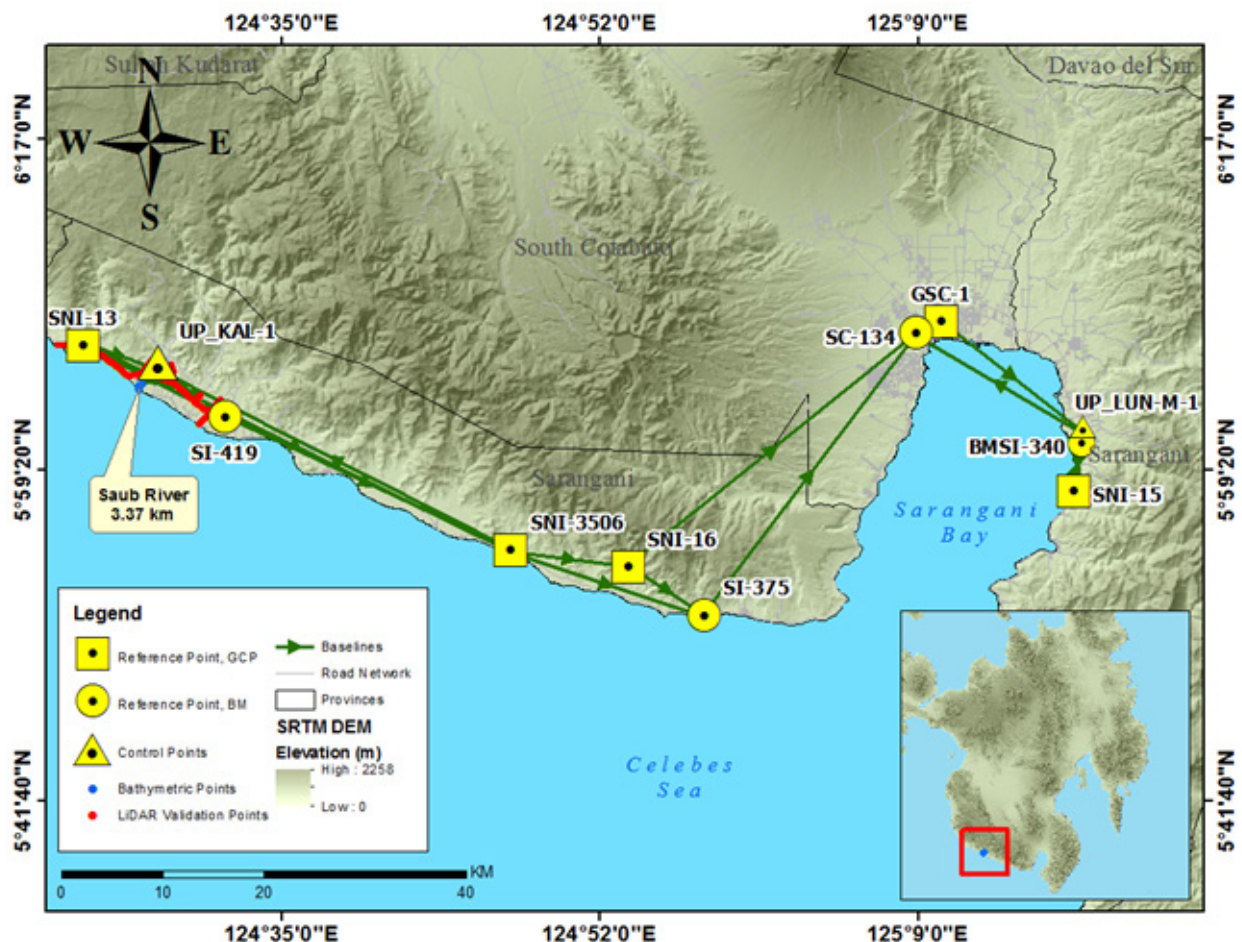 124°35'0"E 124°52'0"E 125°9'0"E
Sultan Kudarat
Davao del Sur
N
W E
S
6°17'0"N
6°17'0"N
South Cotabato
GSC-1
SNI-13
UP_KAL-1
SC-134
UP_LUN-M-1
BMSI-340
SI-419
Sarangani
5°59'20"N
5°59'20"N
Sarangani
SNI-15
Saub River
3.37 km
SNI-3506
SNI-16
Sarangani
Bay
SI-375
Legend
Reference Point, GCP
Reference Point, BM
Control Points
Bathymetric Points
LiDAR Validation Points
Baselines
Road Network
Provinces
SRTM DEM
Elevation (m)
High : 2258
Low : 0
Celebes
Sea
5°41'40"N
5°41'40"N
KM
0 10 20 40
124°35'0"E 124°52'0"E 125°9'0"E